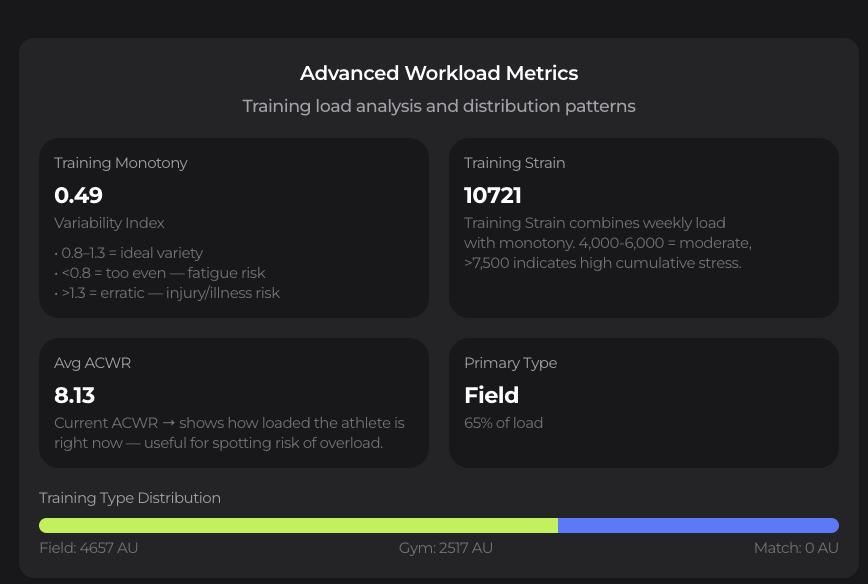 Advanced Workload Metrics
Training load analysis and distribution patterns
Training Monotony
0.49
Variability Index
• 0.8–1.3 = ideal variety
• <0.8 = too even — fatigue risk
• >1.3 = erratic — injury/illness risk
Training Strain
10721
Training Strain combines weekly load
with monotony. 4,000-6,000 = moderate,
>7,500 indicates high cumulative stress.
Avg ACWR
8.13
Current ACWR → shows how loaded the athlete is
right now — useful for spotting risk of overload.
Primary Type
Field
65% of load
Training Type Distribution
Field: 4657 AU
Gym: 2517 AU
Match: 0 AU